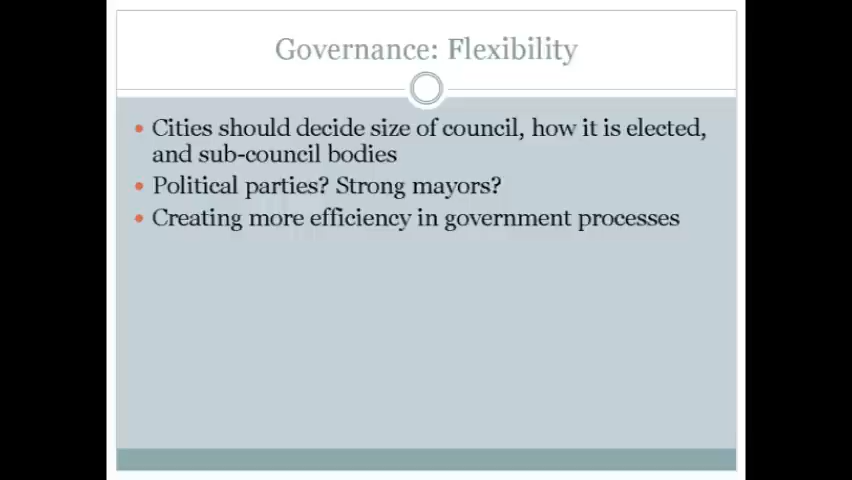 Governance: Flexibility
• Cities should decide size of council, how it is elected,
and sub-council bodies
• Political parties? Strong mayors?
• Creating more efficiency in government processes